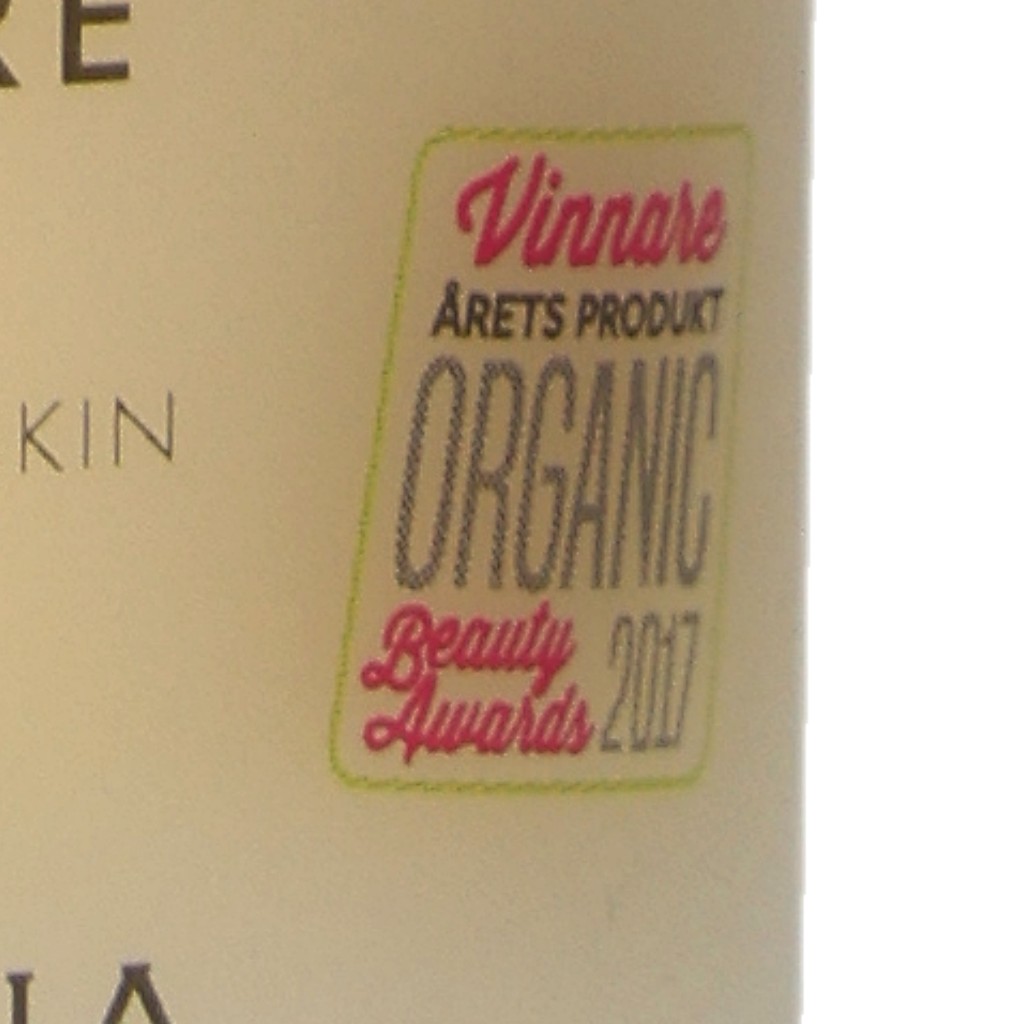 KIN
Vinnare
ÅRETS PRODUKT
ORGANIC
Beauty
Awards 2017